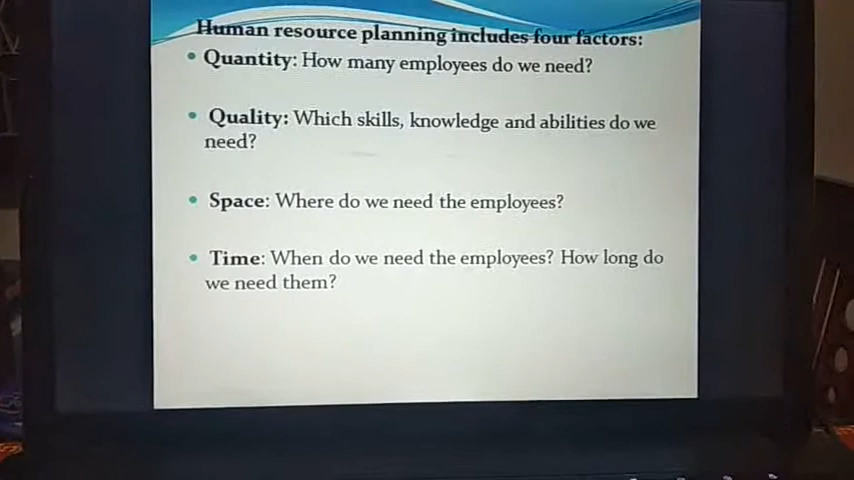 Human resource planning includes four factors:
• Quantity: How many employees do we need?
• Quality: Which skills, knowledge and abilities do we
need?
• Space: Where do we need the employees?
• Time: When do we need the employees? How long do
we need them?